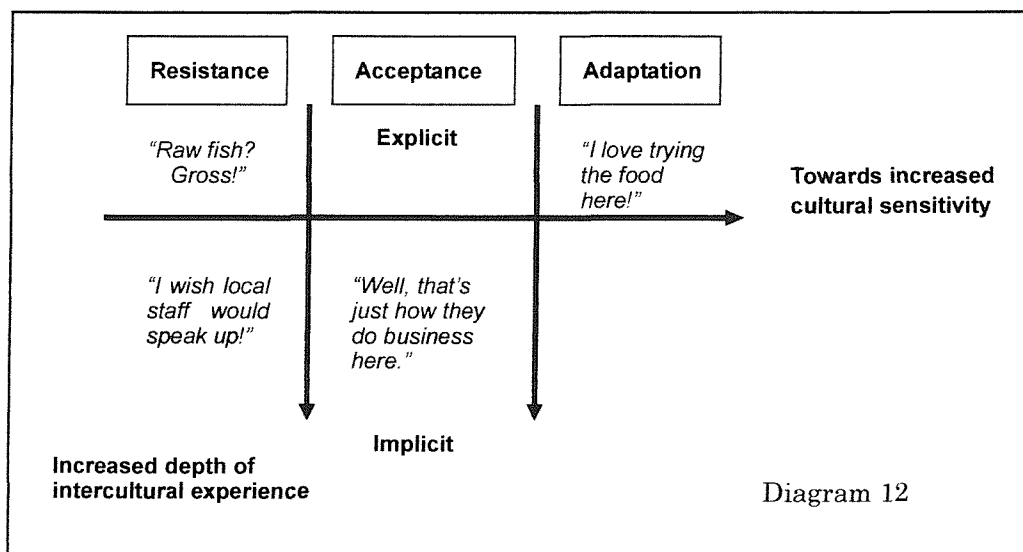 Resistance
Acceptance
Adaptation
Explicit
“Raw fish?
Gross!”
“I love trying
the food
here!”
Towards increased
cultural sensitivity
“I wish local
staff would
speak up!”
“Well, that’s
just how they
do business
here.”
Implicit
Increased depth of
intercultural experience
Diagram 12